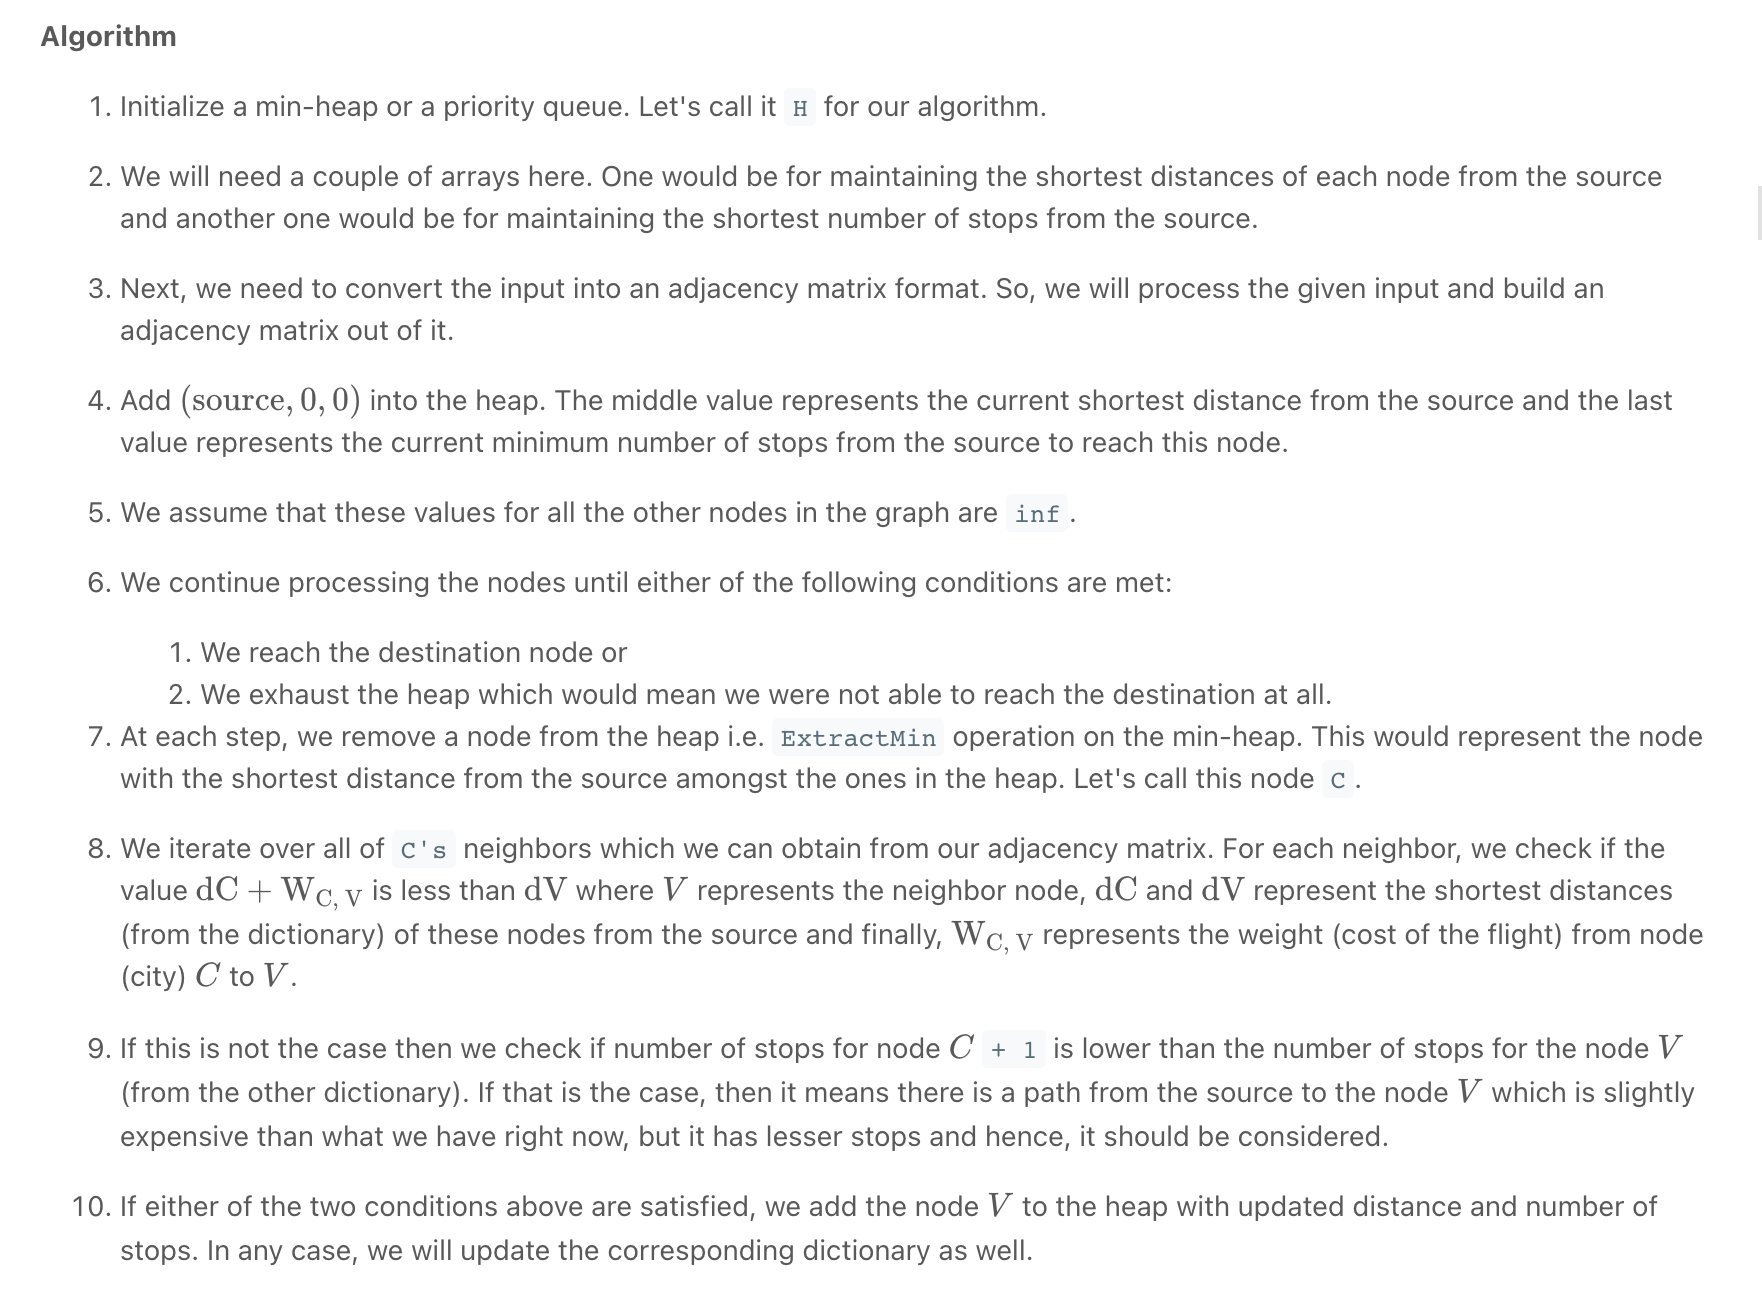 Algorithm
1. Initialize a min-heap or a priority queue. Let's call it H for our algorithm.
2. We will need a couple of arrays here. One would be for maintaining the shortest distances of each node from the source
and another one would be for maintaining the shortest number of stops from the source.
3. Next, we need to convert the input into an adjacency matrix format. So, we will process the given input and build an
adjacency matrix out of it.
4. Add (source, 0, 0) into the heap. The middle value represents the current shortest distance from the source and the last
value represents the current minimum number of stops from the source to reach this node.
5. We assume that these values for all the other nodes in the graph are inf .
6. We continue processing the nodes until either of the following conditions are met:
1. We reach the destination node or
2. We exhaust the heap which would mean we were not able to reach the destination at all.
7. At each step, we remove a node from the heap i.e. ExtractMin operation on the min-heap. This would represent the node
with the shortest distance from the source amongst the ones in the heap. Let's call this node C .
8. We iterate over all of C's neighbors which we can obtain from our adjacency matrix. For each neighbor, we check if the
value dC + W_{C, V} is less than dV where V represents the neighbor node, dC and dV represent the shortest distances
(from the dictionary) of these nodes from the source and finally, W_{C, V} represents the weight (cost of the flight) from node
(city) C to V.
9. If this is not the case then we check if number of stops for node C + 1 is lower than the number of stops for the node V
(from the other dictionary). If that is the case, then it means there is a path from the source to the node V which is slightly
expensive than what we have right now, but it has lesser stops and hence, it should be considered.
10. If either of the two conditions above are satisfied, we add the node V to the heap with updated distance and number of
stops. In any case, we will update the corresponding dictionary as well.